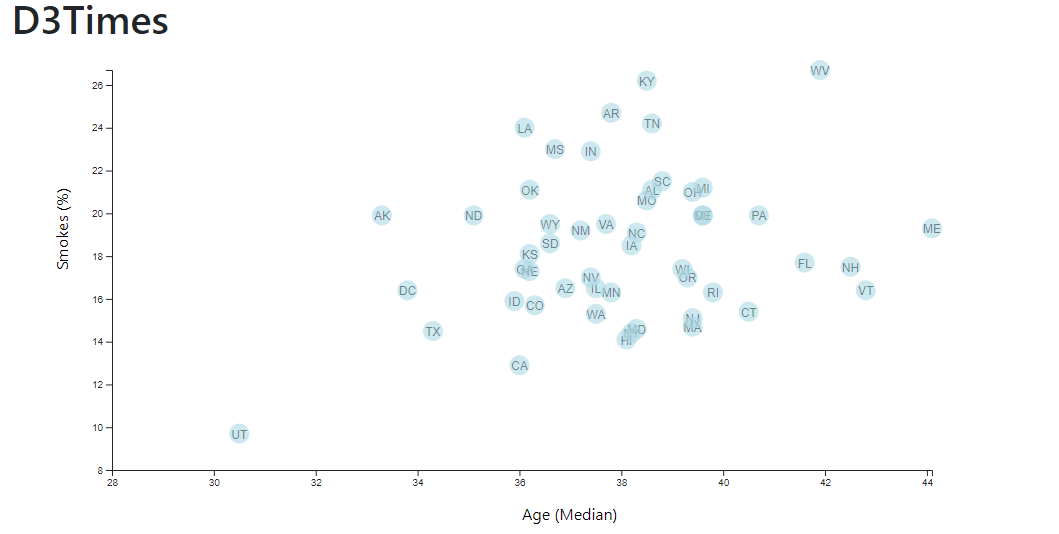 D3Times
26
24
22
20
18
16
14
12
10
8
Smokes (%)
WV
KY
AR
TN
LA
MS
IN
SC
OK
AL
OH
MI
MO
AK
ND
PA
WY
VA
NM
NC
ME
SD
IA
KS
FL
NE
WI
NH
NV
OR
DC
AZ
IL
MN
RI
VT
ID
CO
WA
CT
NJ
TX
MD
MA
HI
CA
UT
28
30
32
34
36
38
40
42
44
Age (Median)